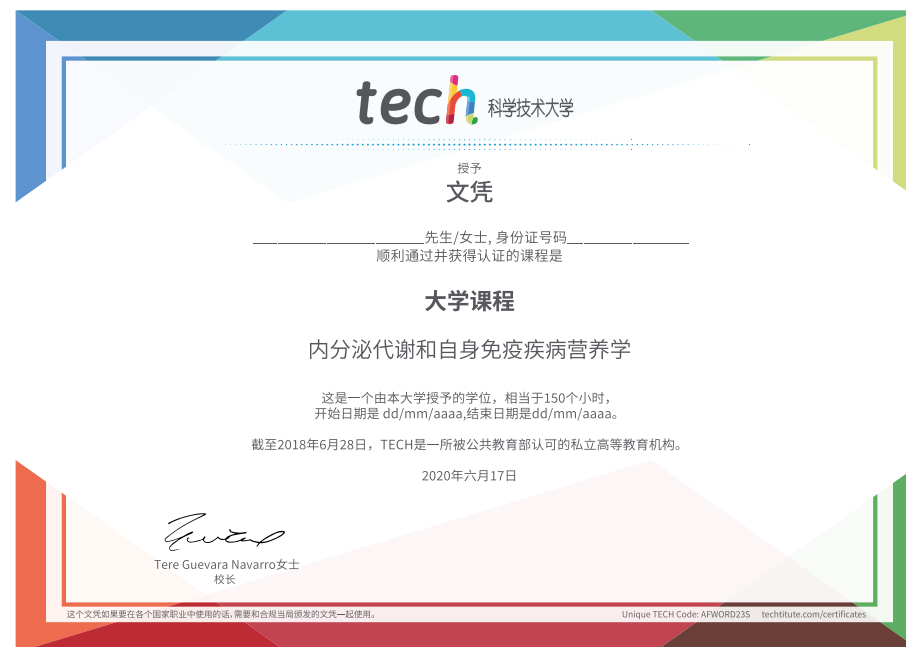 tech 科学技术大学
授予
文凭
_____________________先生/女士, 身份证号码_______________
顺利通过并获得认证的课程是
大学课程
内分泌代谢和自身免疫疾病营养学
这是一个由本大学授予的学位，相当于150个小时，
开始日期是 dd/mm/aaaa,结束日期是dd/mm/aaaa。
截至2018年6月28日，TECH是一所被公共教育部认可的私立高等教育机构。
2020年六月17日
Tere Guevara Navarro女士
校长
这个文凭如果要在各个国家职业中使用的话,需要和合规当局颁发的文凭一起使用。
Unique TECH Code: AFWORD23S techtitute.com/certificates